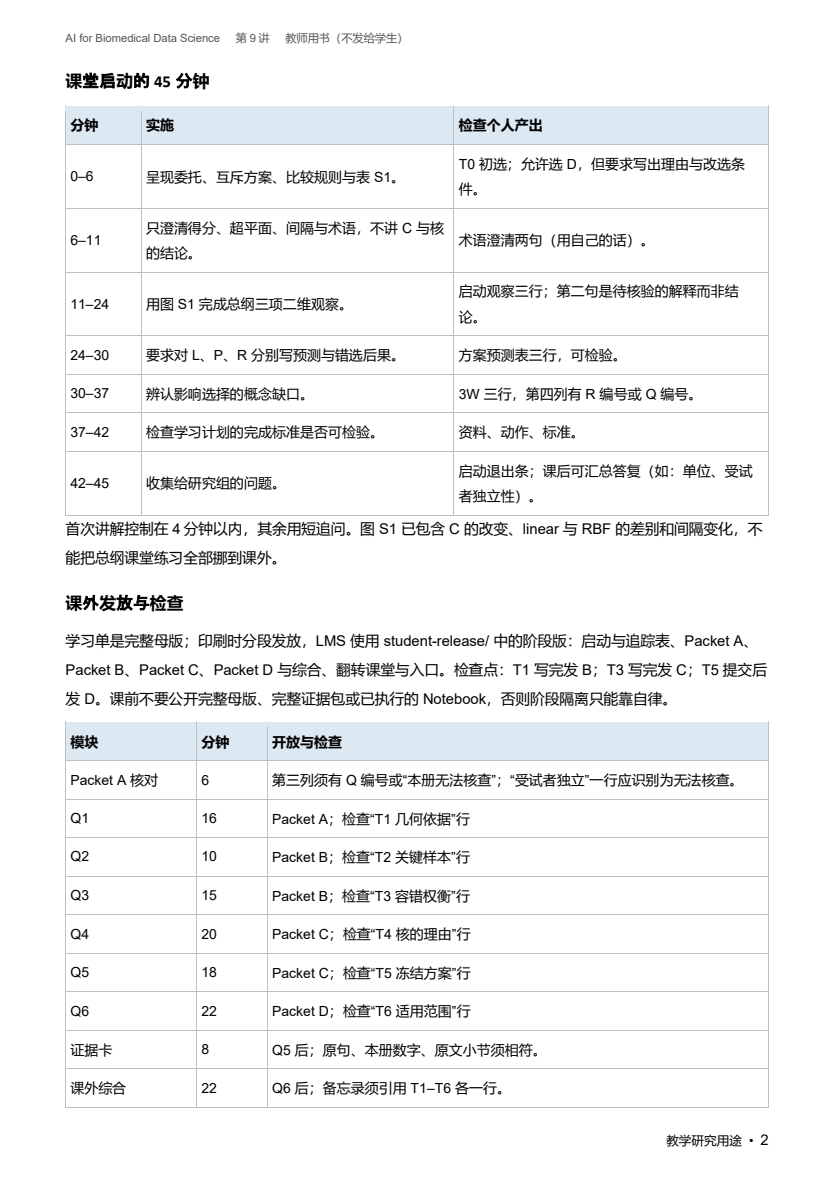 AI for Biomedical Data Science 第 9 讲 教师用书（不发给学生）
课堂启动的 45 分钟
分钟 实施 检查个人产出
0–6 呈现委托、互斥方案、比较规则与表 S1。 T0 初选；允许选 D，但要求写出理由与改选条
件。
6–11 只澄清得分、超平面、间隔与术语，不讲 C 与核
的结论。 术语澄清两句（用自己的话）。
11–24 用图 S1 完成总纲三项二维观察。 启动观察三行；第二句是待核验的解释而非结
论。
24–30 要求对 L、P、R 分别写预测与错选后果。 方案预测表三行，可检验。
30–37 辨认影响选择的概念缺口。 3W 三行，第四列有 R 编号或 Q 编号。
37–42 检查学习计划的完成标准是否可检验。 资料、动作、标准。
42–45 收集给研究组的问题。 启动退出条；课后可汇总答复（如：单位、受试
者独立性）。
首次讲解控制在 4 分钟以内，其余用短追问。图 S1 已包含 C 的改变、linear 与 RBF 的差别和间隔变化，不
能把总纲课堂练习全部挪到课外。
课外发放与检查
学习单是完整母版；印刷时分段发放，LMS 使用 student-release/ 中的阶段版：启动与追踪表、Packet A、
Packet B、Packet C、Packet D 与综合、翻转课堂与入口。检查点：T1 写完发 B；T3 写完发 C；T5 提交后
发 D。课前不要公开完整母版、完整证据包或已执行的 Notebook，否则阶段隔离只能靠自律。
模块 分钟 开放与检查
Packet A 核对 6 第三列须有 Q 编号或“本册无法核查”；“受试者独立”一行应识别为无法核查。
Q1 16 Packet A；检查“T1 几何依据”行
Q2 10 Packet B；检查“T2 关键样本”行
Q3 15 Packet B；检查“T3 容错权衡”行
Q4 20 Packet C；检查“T4 核的理由”行
Q5 18 Packet C；检查“T5 冻结方案”行
Q6 22 Packet D；检查“T6 适用范围”行
证据卡 8 Q5 后；原句、本册数字、原文小节须相符。
课外综合 22 Q6 后；备忘录须引用 T1–T6 各一行。
教学研究用途 • 2